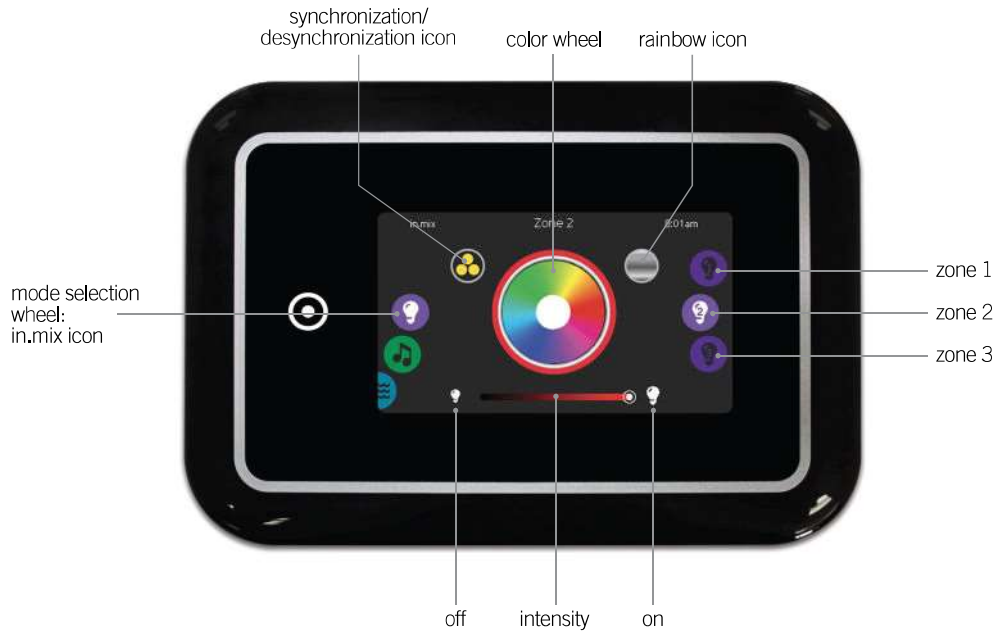 synchronization/
desynchronization icon
color wheel
rainbow icon
in.mix
Zone 2
8:01am
zone 1
mode selection
wheel:
in.mix icon
2
zone 2
zone 3
off
intensity
on